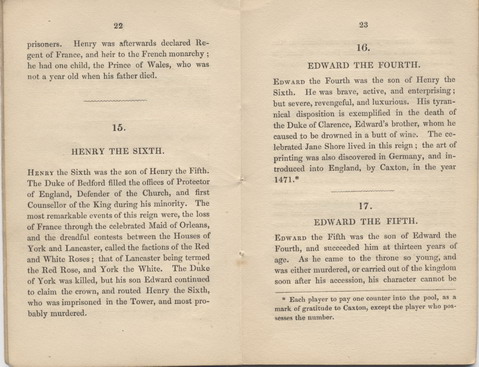 22
prisoners. Henry was afterwards declared Re-
gent of France, and heir to the French monarchy;
he had one child, the Prince of Wales, who was
not a year old when his father died.
15.
HENRY THE SIXTH.
HENRY the Sixth was the son of Henry the Fifth.
The Duke of Bedford filled the offices of Protector
of England, Defender of the Church, and first
Counsellor of the King during his minority. The
most remarkable events of this reign were, the loss
of France through the celebrated Maid of Orleans,
and the dreadful contests between the Houses of
York and Lancaster, called the factions of the Red
and White Roses; that of Lancaster being termed
the Red Rose, and York the White. The Duke
of York was killed, but his son Edward continued
to claim the crown, and routed Henry the Sixth,
who was imprisoned in the Tower, and most pro-
bably murdered.
23
16.
EDWARD THE FOURTH.
EDWARD the Fourth was the son of Henry the
Sixth. He was brave, active, and enterprising;
but severe, revengeful, and luxurious. His tyran-
nical disposition is exemplified in the death of
the Duke of Clarence, Edward's brother, whom he
caused to be drowned in a butt of wine. The ce-
lebrated Jane Shore lived in this reign; the art of
printing was also discovered in Germany, and in-
troduced into England, by Caxton, in the year
1471.*
17.
EDWARD THE FIFTH.
EDWARD the Fifth was the son of Edward the
Fourth, and succeeded him at thirteen years of
age. As he came to the throne so young, and
was either murdered, or carried out of the kingdom
soon after his accession, his character cannot be
* Each player to pay one counter into the pool, as a
mark of gratitude to Caxton, except the player who pos-
sesses the number.